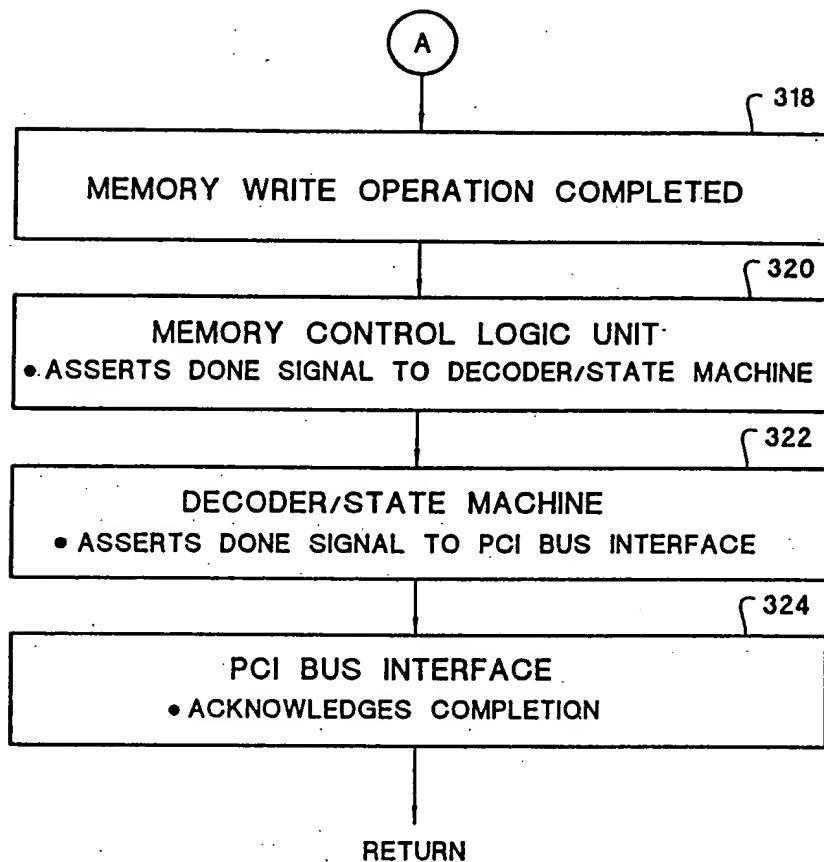 A
318
MEMORY WRITE OPERATION COMPLETED
320
MEMORY CONTROL LOGIC UNIT
• ASSERTS DONE SIGNAL TO DECODER/STATE MACHINE
322
DECODER/STATE MACHINE
• ASSERTS DONE SIGNAL TO PCI BUS INTERFACE
324
PCI BUS INTERFACE
• ACKNOWLEDGES COMPLETION
RETURN